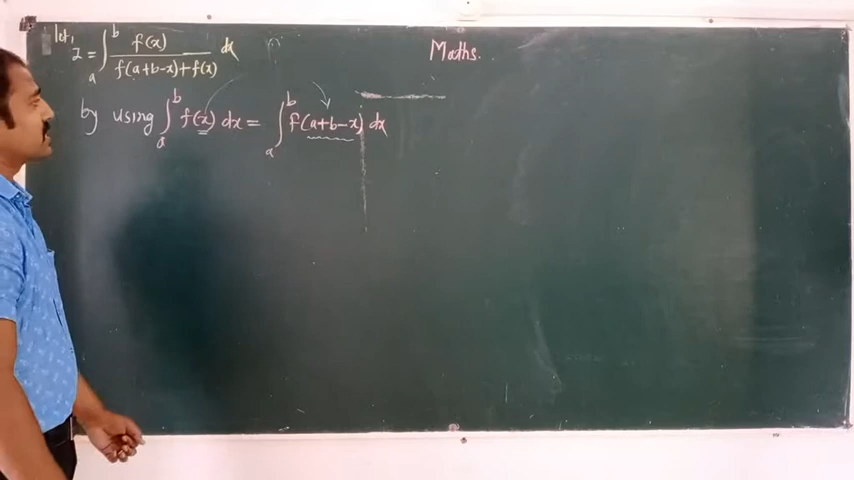 let, I = ∫_a^b f(x) / (f(a+b-x)+f(x)) dx
Maths.
by using ∫_a^b f(x) dx = ∫_a^b f(a+b-x) dx